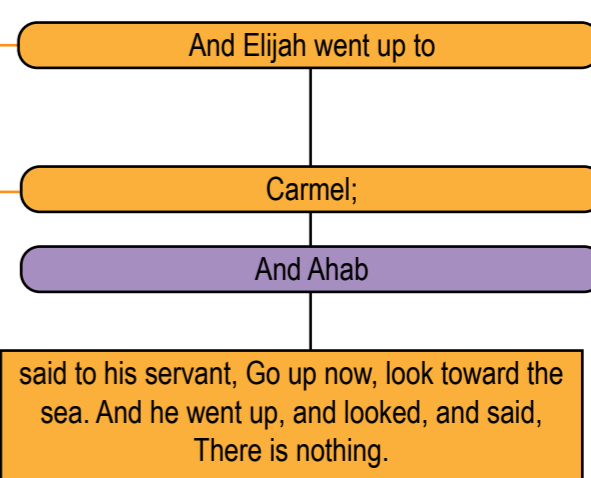 And Elijah went up to
Carmel;
And Ahab
said to his servant, Go up now, look toward the
sea. And he went up, and looked, and said,
There is nothing.